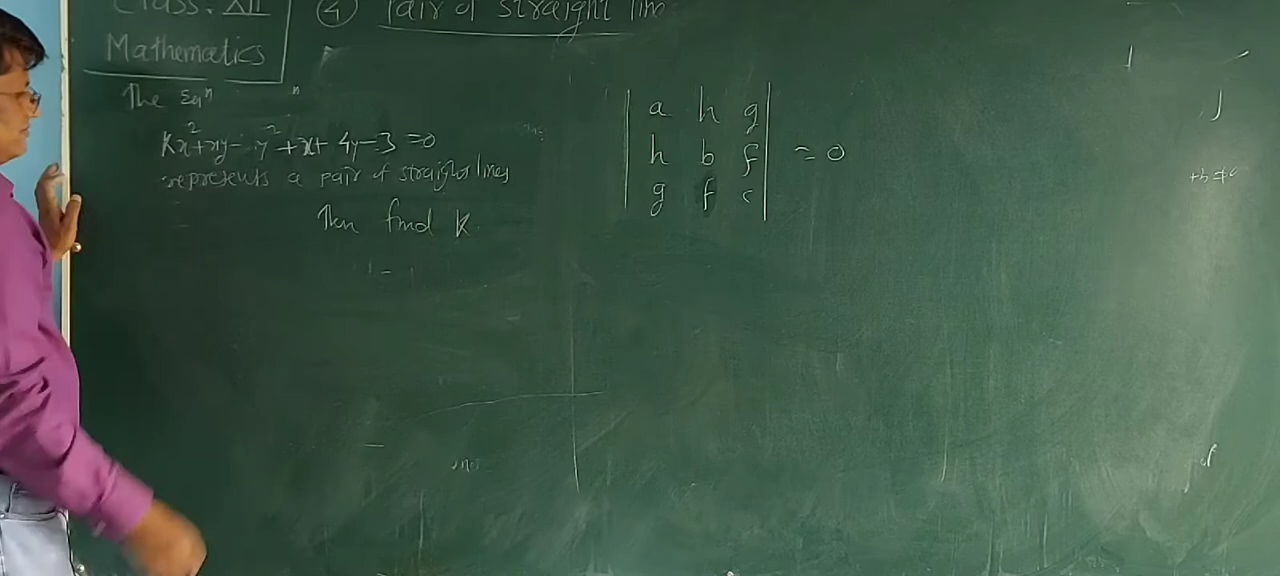 Class: XII ④ Pair of straight line
Mathematics
The Eqⁿ
Kx²+xy-y²+x+4y-3=0
represents a pair of straight lines
Then find K.
| a h g |
| h b f | = 0
| g f c |